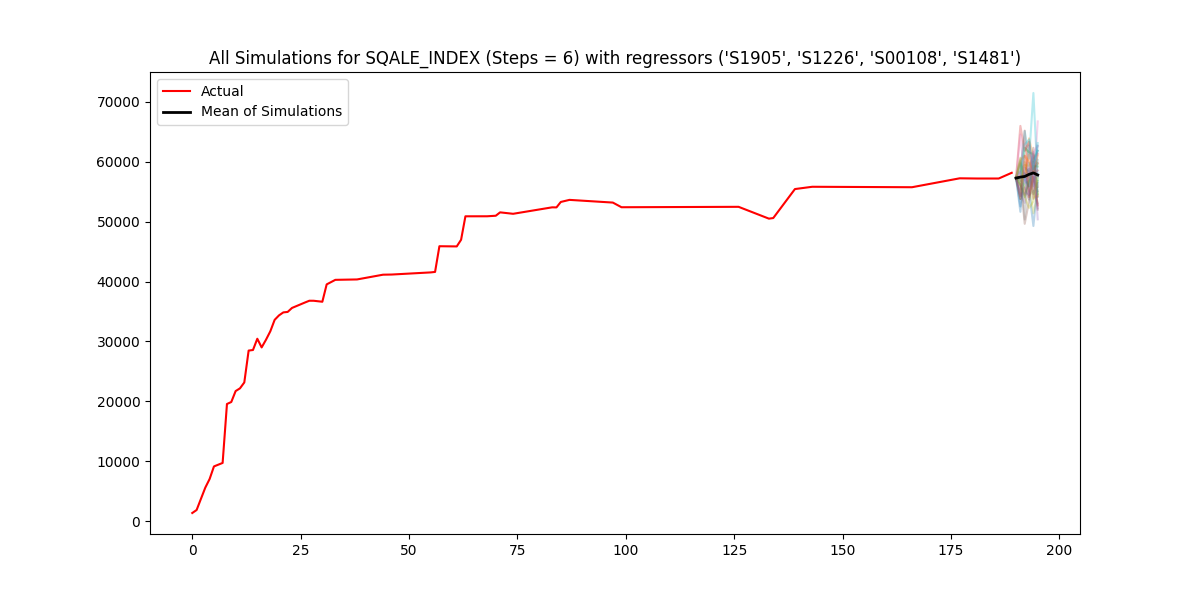 All Simulations for SQALE_INDEX (Steps = 6) with regressors ('S1905', 'S1226', 'S00108', 'S1481')
Actual
Mean of Simulations
70000
60000
50000
40000
30000
20000
10000
0
0 25 50 75 100 125 150 175 200